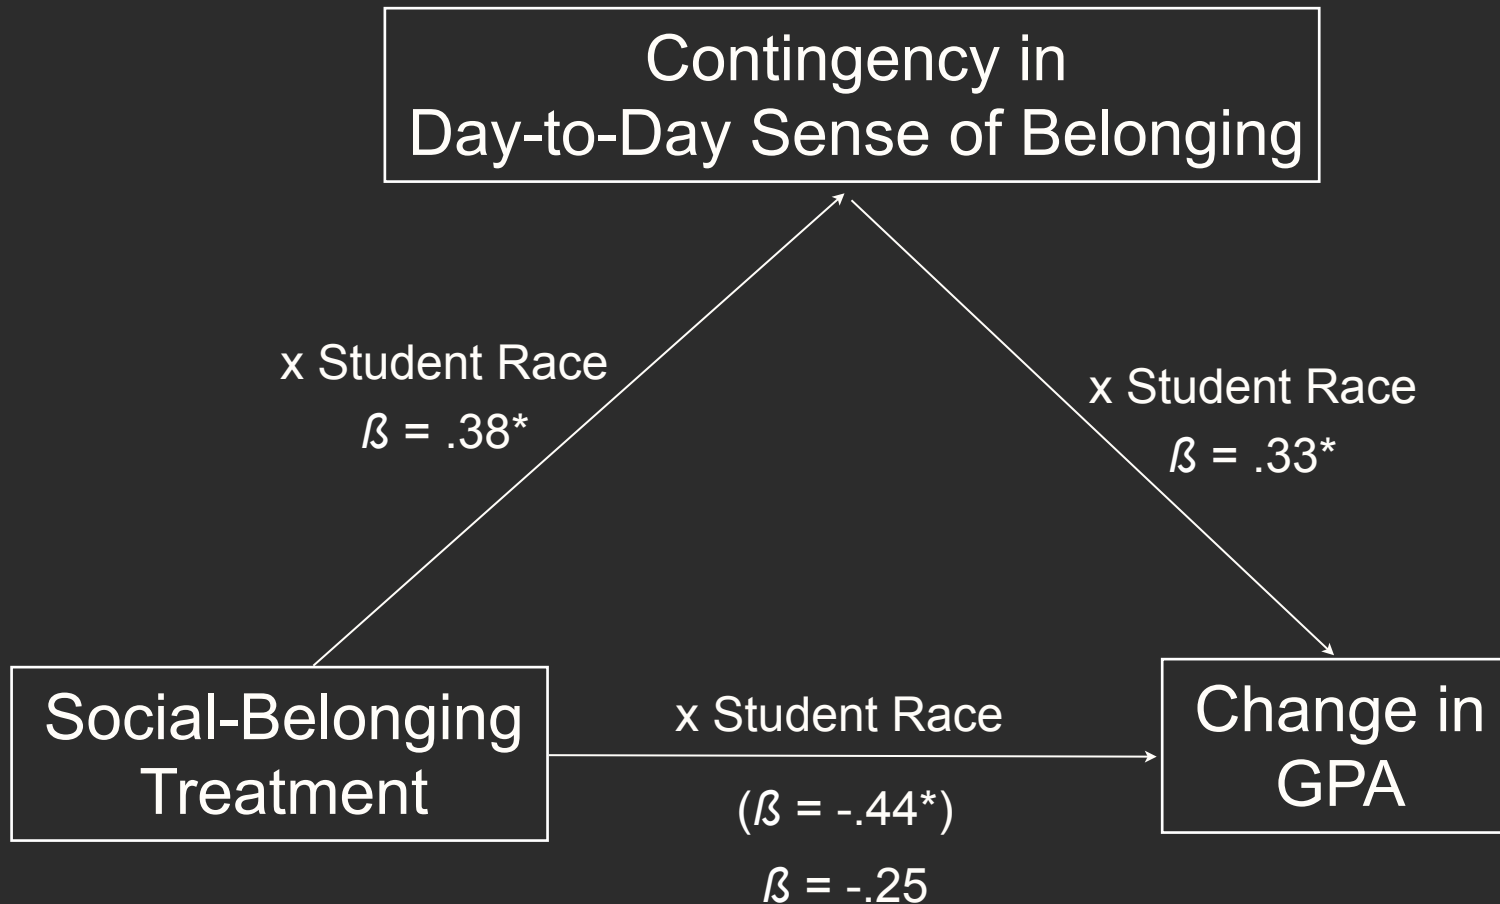 Contingency in
Day-to-Day Sense of Belonging
x Student Race
ß = .38*
x Student Race
ß = .33*
Social-Belonging
Treatment
x Student Race
(ß = -.44*)
ß = -.25
Change in
GPA